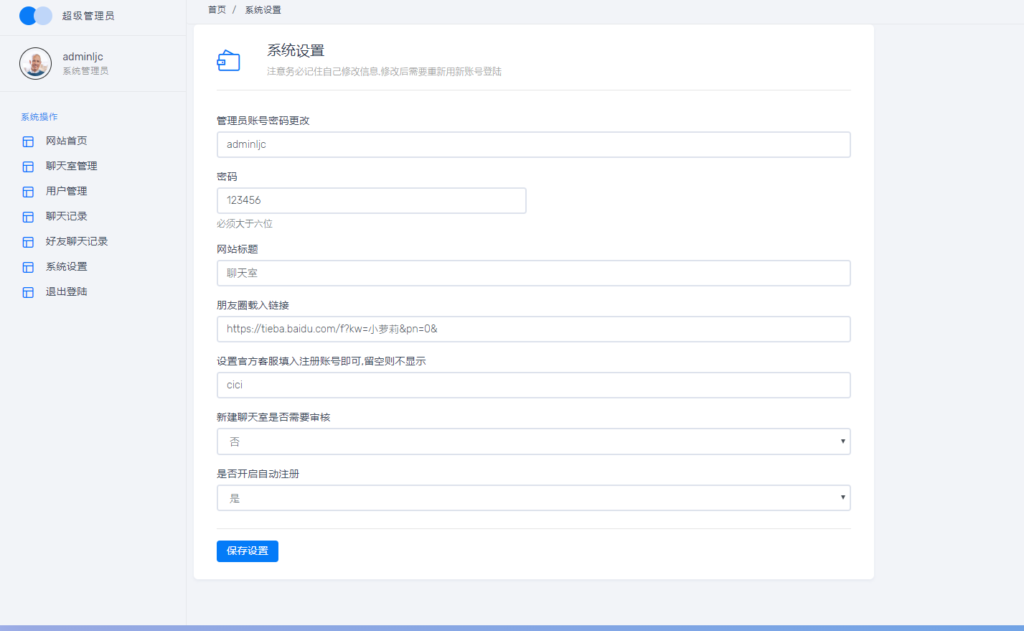 超级管理员
首页 / 系统设置
adminljc
系统管理员
系统操作
网站首页
聊天室管理
用户管理
聊天记录
好友聊天记录
系统设置
退出登陆
系统设置
注意务必记住自己修改信息,修改后需要重新用新账号登陆
管理员账号密码更改
adminljc
密码
123456
必须大于六位
网站标题
聊天室
朋友圈载入链接
https://tieba.baidu.com/f?kw=小萝莉&pn=0&
设置官方客服填入注册账号即可,留空则不显示
cici
新建聊天室是否需要审核
否
是否开启自动注册
是
保存设置